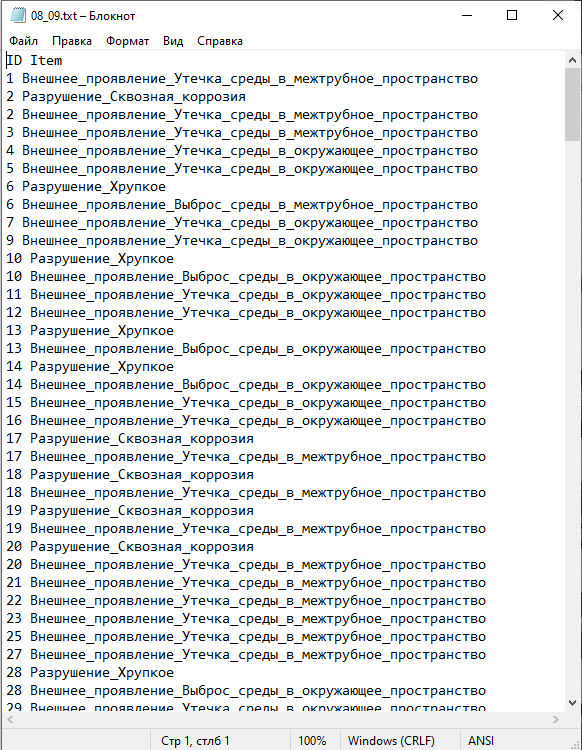 08_09.txt – Блокнот
Файл Правка Формат Вид Справка
ID Item
1 Внешнее_проявление_Утечка_среды_в_межтрубное_пространство
2 Разрушение_Сквозная_коррозия
2 Внешнее_проявление_Утечка_среды_в_межтрубное_пространство
3 Внешнее_проявление_Утечка_среды_в_межтрубное_пространство
4 Внешнее_проявление_Утечка_среды_в_окружающее_пространство
5 Внешнее_проявление_Утечка_среды_в_окружающее_пространство
6 Разрушение_Хрупкое
6 Внешнее_проявление_Выброс_среды_в_межтрубное_пространство
7 Внешнее_проявление_Утечка_среды_в_окружающее_пространство
9 Внешнее_проявление_Утечка_среды_в_окружающее_пространство
10 Разрушение_Хрупкое
10 Внешнее_проявление_Выброс_среды_в_окружающее_пространство
11 Внешнее_проявление_Утечка_среды_в_окружающее_пространство
12 Внешнее_проявление_Утечка_среды_в_окружающее_пространство
13 Разрушение_Хрупкое
13 Внешнее_проявление_Выброс_среды_в_окружающее_пространство
14 Разрушение_Хрупкое
14 Внешнее_проявление_Выброс_среды_в_окружающее_пространство
15 Внешнее_проявление_Утечка_среды_в_окружающее_пространство
16 Внешнее_проявление_Утечка_среды_в_окружающее_пространство
17 Разрушение_Сквозная_коррозия
17 Внешнее_проявление_Утечка_среды_в_межтрубное_пространство
18 Разрушение_Сквозная_коррозия
18 Внешнее_проявление_Утечка_среды_в_межтрубное_пространство
19 Разрушение_Сквозная_коррозия
19 Внешнее_проявление_Утечка_среды_в_межтрубное_пространство
20 Разрушение_Сквозная_коррозия
20 Внешнее_проявление_Утечка_среды_в_межтрубное_пространство
21 Внешнее_проявление_Утечка_среды_в_межтрубное_пространство
22 Внешнее_проявление_Утечка_среды_в_межтрубное_пространство
23 Внешнее_проявление_Утечка_среды_в_межтрубное_пространство
25 Внешнее_проявление_Утечка_среды_в_межтрубное_пространство
27 Внешнее_проявление_Утечка_среды_в_межтрубное_пространство
28 Разрушение_Хрупкое
28 Внешнее_проявление_Выброс_среды_в_окружающее_пространство
29 Внешнее_проявление_Утечка_среды_в_окружающее_пространство
Стр 1, стлб 1 100% Windows (CRLF) ANSI